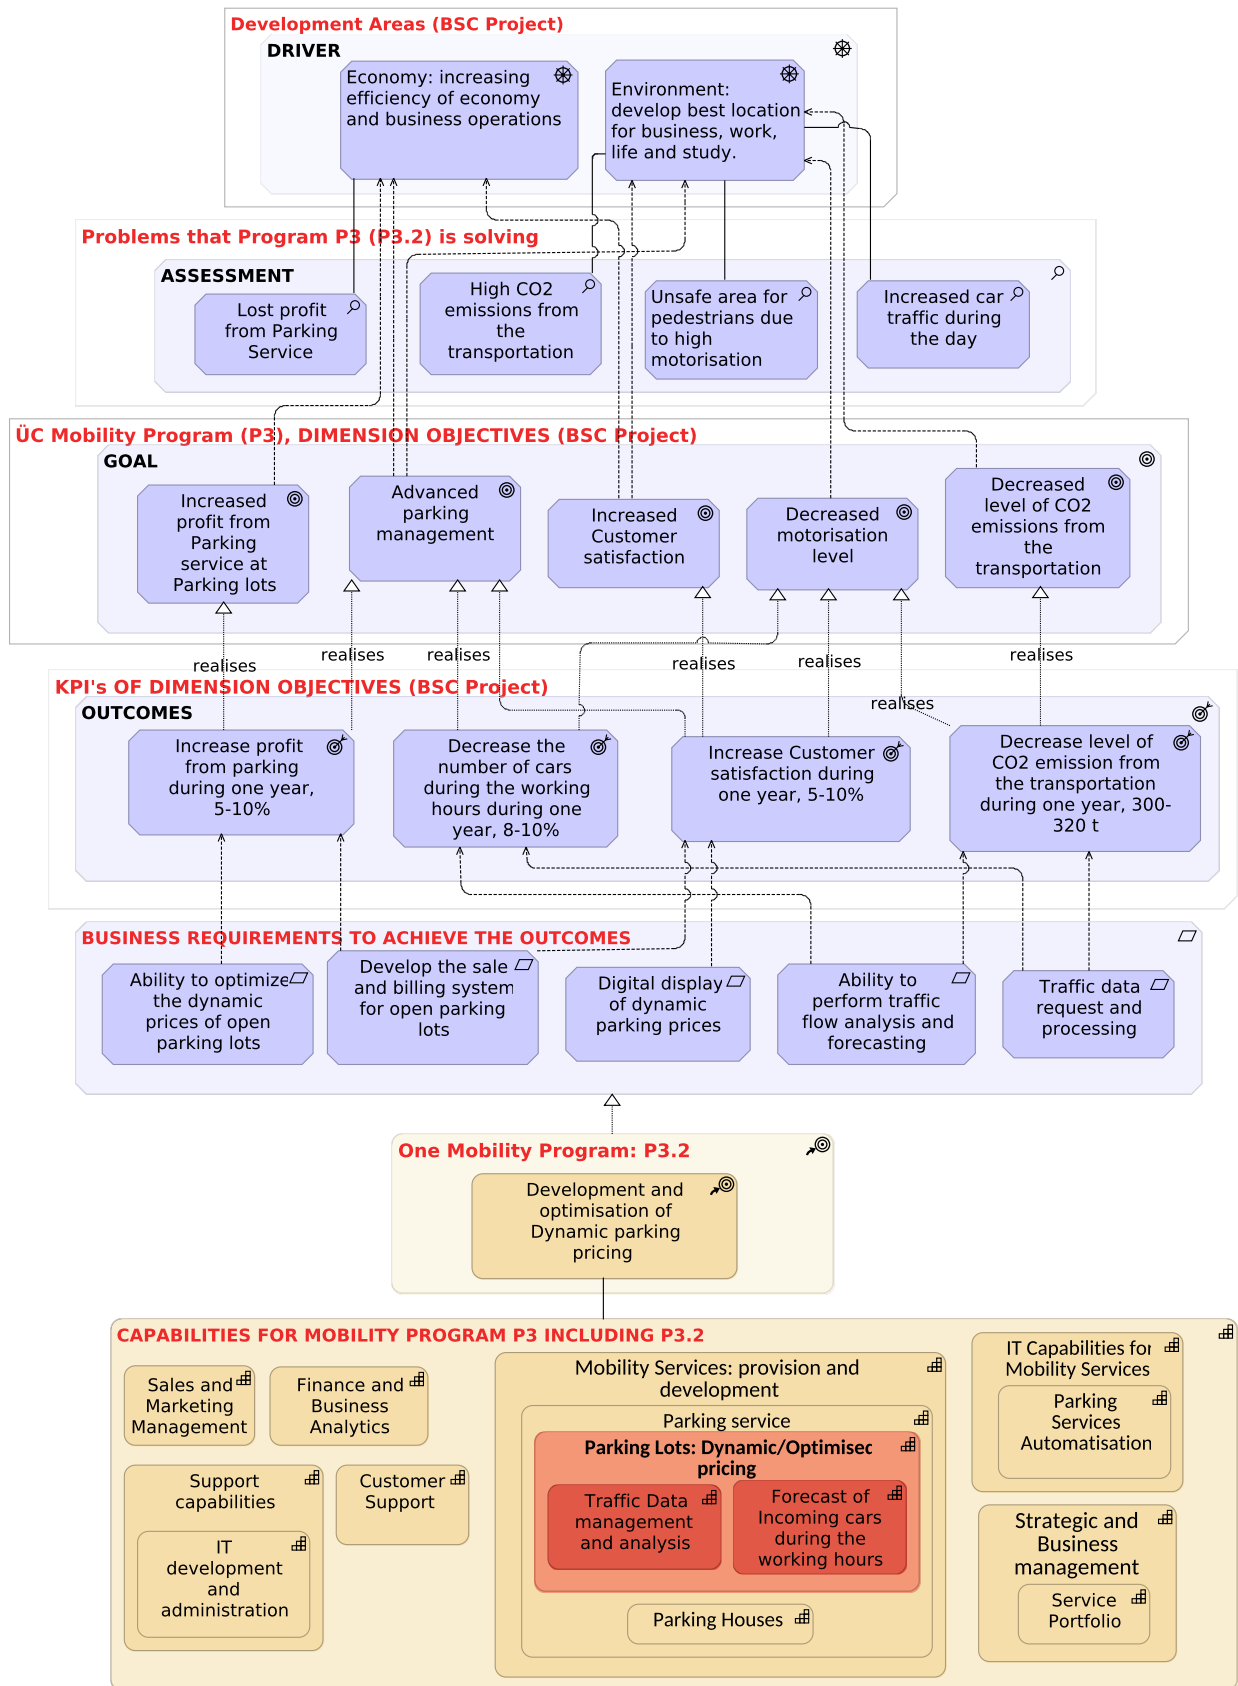 Development Areas (BSC Project)
DRIVER
Economy: increasing
efficiency of economy
and business operations
Environment:
develop best location
for business, work,
life and study.
Problems that Program P3 (P3.2) is solving
ASSESSMENT
Lost profit
from Parking
Service
High CO2
emissions from
the
transportation
Unsafe area for
pedestrians due
to high
motorisation
Increased car
traffic during
the day
ÜC Mobility Program (P3), DIMENSION OBJECTIVES (BSC Project)
GOAL
Increased
profit from
Parking
service at
Parking lots
Advanced
parking
management
Increased
Customer
satisfaction
Decreased
motorisation
level
Decreased
level of CO2
emissions from
the
transportation
realises
realises
realises
realises
realises
realises
realises
KPI's OF DIMENSION OBJECTIVES (BSC Project)
OUTCOMES
Increase profit
from parking
during one year,
5-10%
Decrease the
number of cars
during the working
hours during one
year, 8-10%
Increase Customer
satisfaction during
one year, 5-10%
Decrease level of
CO2 emission from
the transportation
during one year, 300-
320 t
BUSINESS REQUIREMENTS TO ACHIEVE THE OUTCOMES
Ability to optimize
the dynamic
prices of open
parking lots
Develop the sale
and billing system
for open parking
lots
Digital display
of dynamic
parking prices
Ability to
perform traffic
flow analysis and
forecasting
Traffic data
request and
processing
One Mobility Program: P3.2
Development and
optimisation of
Dynamic parking
pricing
CAPABILITIES FOR MOBILITY PROGRAM P3 INCLUDING P3.2
Sales and
Marketing
Management
Finance and
Business
Analytics
Support
capabilities
IT
development
and
administration
Customer
Support
Mobility Services: provision and
development
Parking service
Parking Lots: Dynamic/Optimised
pricing
Traffic Data
management
and analysis
Forecast of
Incoming cars
during the
working hours
Parking Houses
IT Capabilities for
Mobility Services
Parking
Services
Automatisation
Strategic and
Business
management
Service
Portfolio